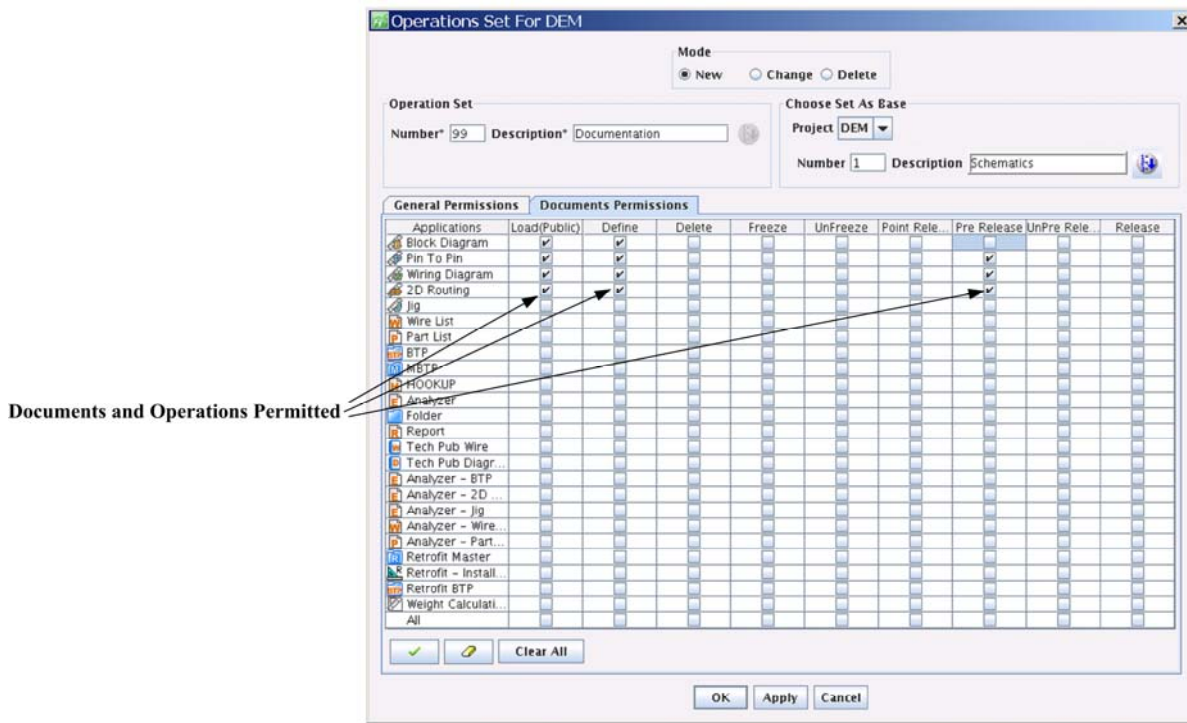 Operations Set For DEM
Mode
New Change Delete
Operation Set
Number* 99 Description* Documentation
Choose Set As Base
Project DEM
Number 1 Description Schematics
General Permissions Documents Permissions
Applications Load(Public) Define Delete Freeze UnFreeze Point Rele... Pre Release UnPre Rele... Release
Block Diagram
Pin To Pin
Wiring Diagram
2D Routing
Jig
Wire List
Part List
BTP
MBTP
HOOKUP
Analyzer
Documents and Operations Permitted
Folder
Report
Tech Pub Wire
Tech Pub Diagr...
Analyzer - BTP
Analyzer - 2D ...
Analyzer - Jig
Analyzer - Wire...
Analyzer - Part...
Retrofit Master
Retrofit - Install...
Retrofit BTP
Weight Calculati...
All
Clear All
OK Apply Cancel